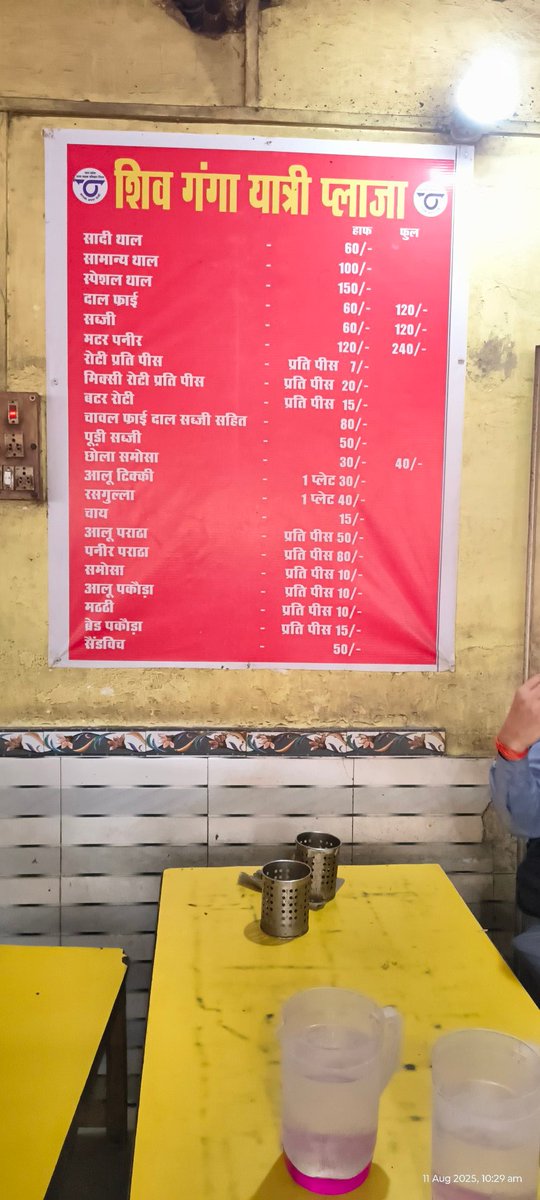 शिव गंगा यात्री प्लाजा
हाफ फुल
सादी थाल - 60/-
सामान्य थाल - 100/-
स्पेशल थाल - 150/-
दाल फ्राई - 60/- 120/-
सब्जी - 60/- 120/-
मटर पनीर - 120/- 240/-
रोटी प्रति पीस - प्रति पीस 7/-
मिक्सी रोटी प्रति पीस - प्रति पीस 20/-
बटर रोटी - प्रति पीस 15/-
चावल फ्राई दाल सब्जी सहित - 80/-
पूड़ी सब्जी - 50/-
छोला समोसा - 30/- 40/-
आलू टिक्की - 1 प्लेट 30/-
रसगुल्ला - 1 प्लेट 40/-
चाय - 15/-
आलू पराठा - प्रति पीस 50/-
पनीर पराठा - प्रति पीस 80/-
समोसा - प्रति पीस 10/-
आलू पकौड़ा - प्रति पीस 10/-
मठठी - प्रति पीस 10/-
ब्रेड पकौड़ा - प्रति पीस 15/-
सैंडविच - 50/-
11 Aug 2025, 10:29 am